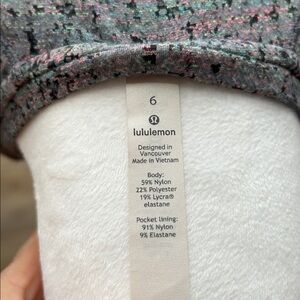 6
lululemon
Designed in
Vancouver
Made in Vietnam
Body:
59% Nylon
22% Polyester
19% Lycra®
elastane
Pocket lining:
91% Nylon
9% Elastane